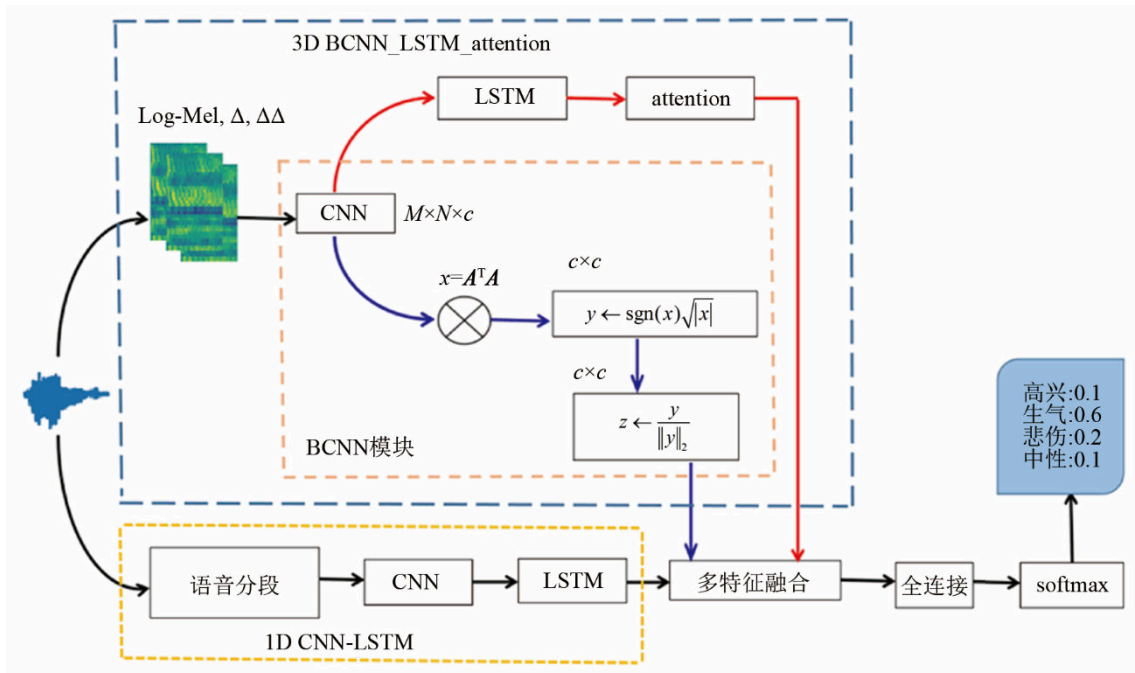 3D BCNN_LSTM_attention
LSTM
attention
Log-Mel, Δ, ΔΔ
CNN
M×N×c
x=AᵀA
c×c
y ← sgn(x)√|x|
c×c
z ← y/‖y‖₂
BCNN模块
高兴:0.1
生气:0.6
悲伤:0.2
中性:0.1
语音分段
CNN
LSTM
多特征融合
全连接
softmax
1D CNN-LSTM